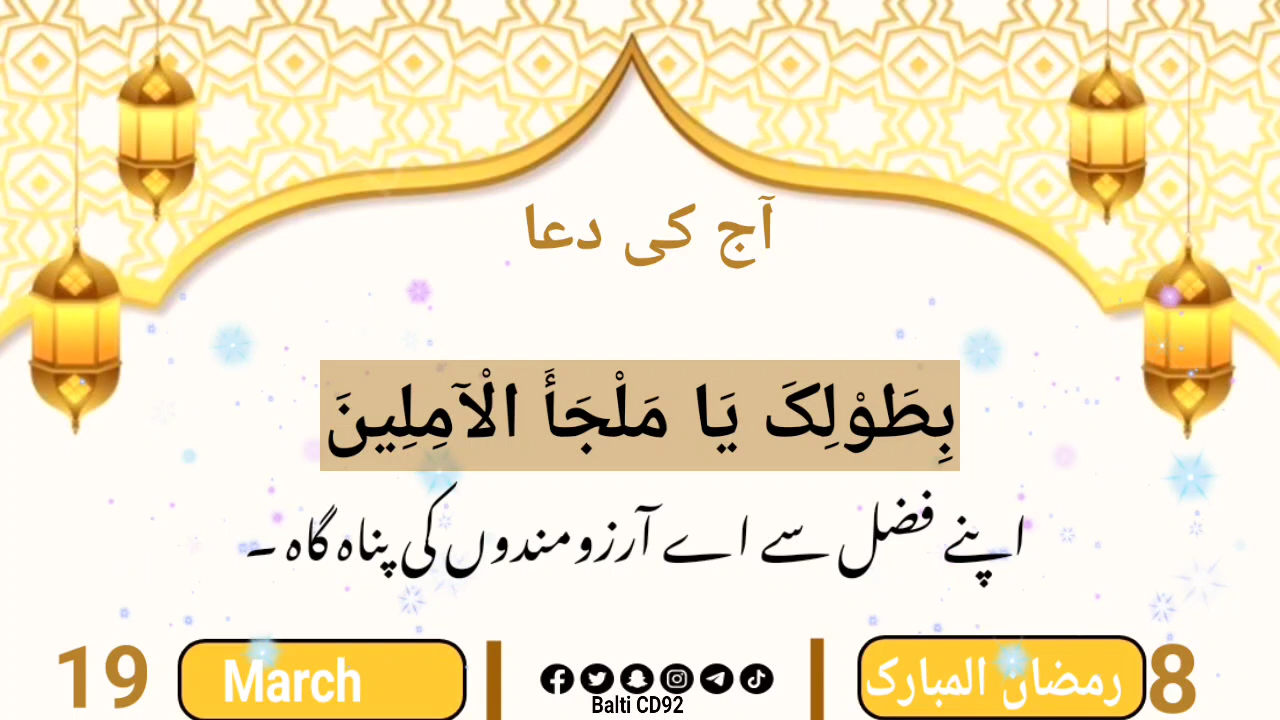 آج کی دعا
بِطَوْلِکَ یَا مَلْجَأَ الْآمِلِینَ
اپنے فضل سے اے آرزومندوں کی پناہ گاہ ۔
19 March
Balti CD92
رمضان المبارک 8